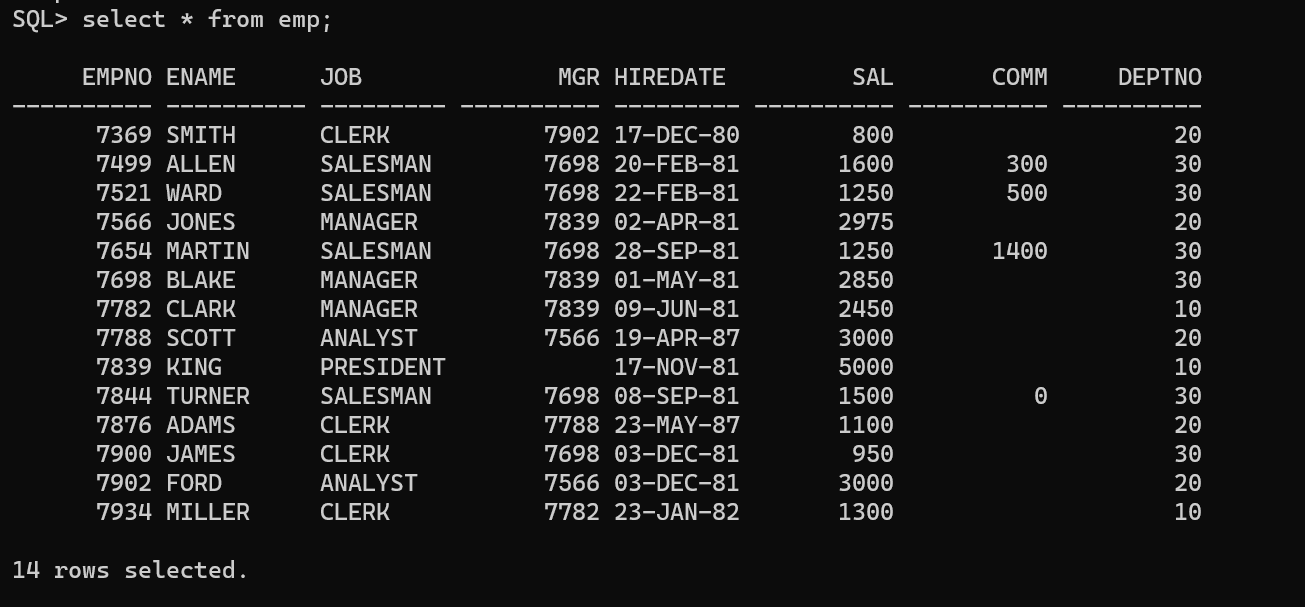 SQL> select * from emp;
     EMPNO ENAME      JOB              MGR HIREDATE         SAL       COMM     DEPTNO
---------- ---------- --------- ---------- --------- ---------- ---------- ----------
      7369 SMITH      CLERK           7902 17-DEC-80        800                    20
      7499 ALLEN      SALESMAN        7698 20-FEB-81       1600        300         30
      7521 WARD       SALESMAN        7698 22-FEB-81       1250        500         30
      7566 JONES      MANAGER         7839 02-APR-81       2975                    20
      7654 MARTIN     SALESMAN        7698 28-SEP-81       1250       1400         30
      7698 BLAKE      MANAGER         7839 01-MAY-81       2850                    30
      7782 CLARK      MANAGER         7839 09-JUN-81       2450                    10
      7788 SCOTT      ANALYST         7566 19-APR-87       3000                    20
      7839 KING       PRESIDENT            17-NOV-81       5000                    10
      7844 TURNER     SALESMAN        7698 08-SEP-81       1500          0         30
      7876 ADAMS      CLERK           7788 23-MAY-87       1100                    20
      7900 JAMES      CLERK           7698 03-DEC-81        950                    30
      7902 FORD       ANALYST         7566 03-DEC-81       3000                    20
      7934 MILLER     CLERK           7782 23-JAN-82       1300                    10
14 rows selected.